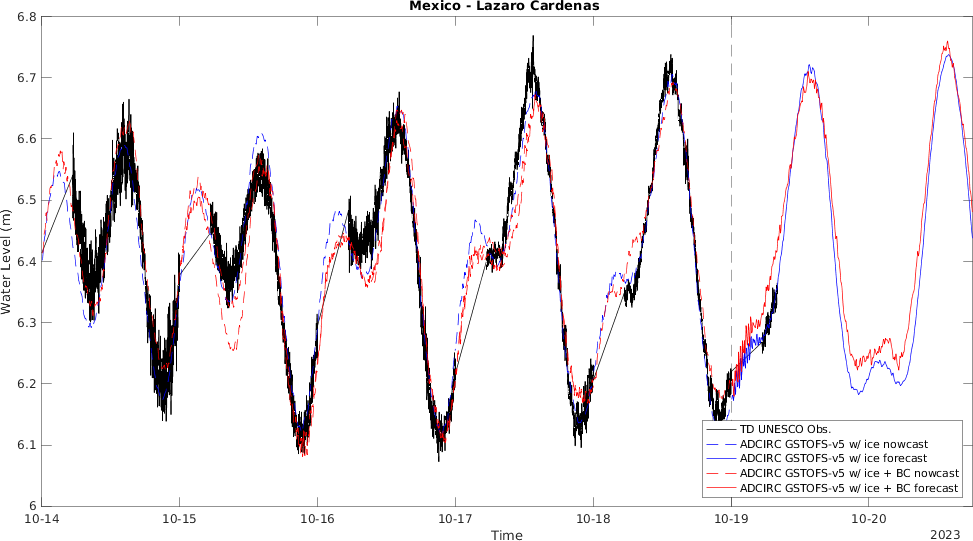 Mexico - Lazaro Cardenas
6.8
6.7
6.6
6.5
6.4
6.3
6.2
6.1
6
Water Level (m)
TD UNESCO Obs.
ADCIRC GSTOFS-v5 w/ ice nowcast
ADCIRC GSTOFS-v5 w/ ice forecast
ADCIRC GSTOFS-v5 w/ ice + BC nowcast
ADCIRC GSTOFS-v5 w/ ice + BC forecast
10-14 10-15 10-16 10-17 10-18 10-19 10-20
Time
2023